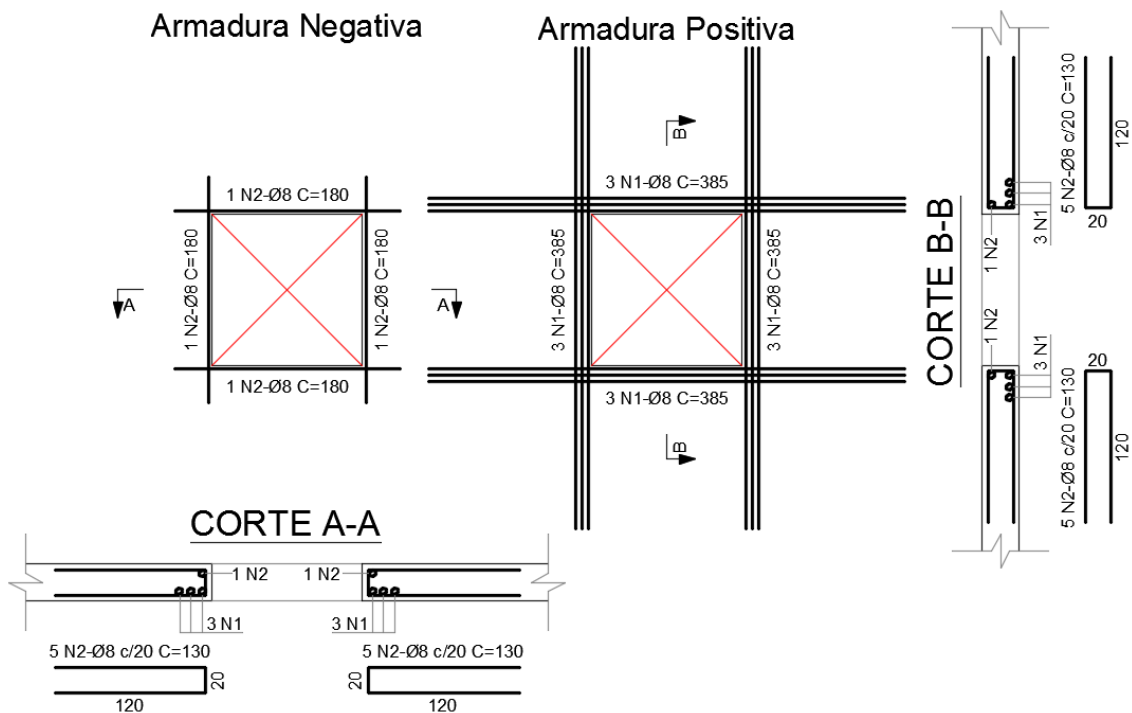 Armadura Negativa
1 N2-Ø8 C=180
1 N2-Ø8 C=180
1 N2-Ø8 C=180
1 N2-Ø8 C=180
A
A
Armadura Positiva
B
3 N1-Ø8 C=385
3 N1-Ø8 C=385
3 N1-Ø8 C=385
3 N1-Ø8 C=385
B
CORTE B-B
1 N2
3 N1
5 N2-Ø8 c/20 C=130
120
20
1 N2
3 N1
5 N2-Ø8 c/20 C=130
20
120
CORTE A-A
1 N2
1 N2
3 N1
3 N1
5 N2-Ø8 c/20 C=130
5 N2-Ø8 c/20 C=130
20
20
120
120